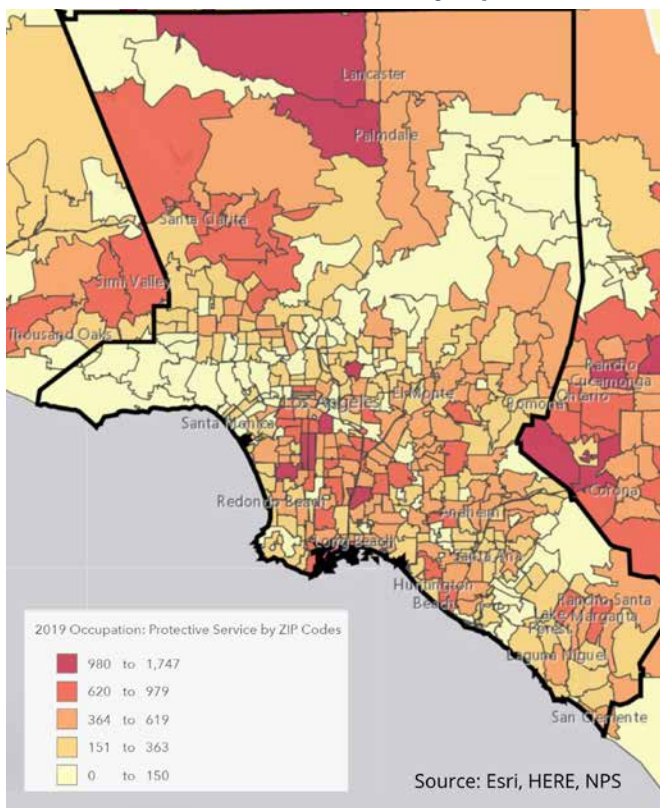 Lancaster
Palmdale
Santa Clarita
Simi Valley
Thousand Oaks
Rancho
Cucamonga
Los Angeles
El Monte
Ontario
Pomona
Santa Monica
Corona
Redondo Beach
Anaheim
Long Beach
Santa Ana
Huntington
Beach
Rancho Santa
Margarita
Lake
Forest
Laguna Niguel
San Clemente
2019 Occupation: Protective Service by ZIP Codes
980 to 1,747
620 to 979
364 to 619
151 to 363
0 to 150
Source: Esri, HERE, NPS